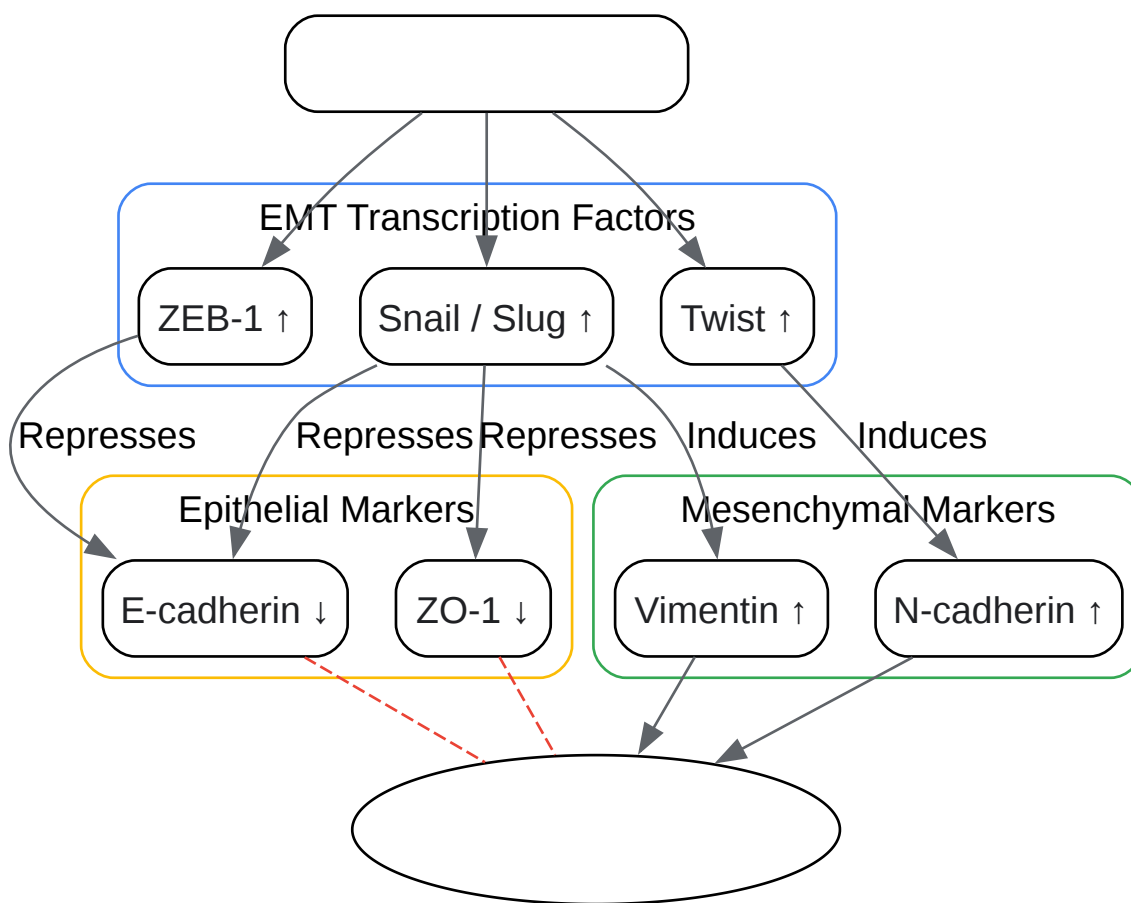 EMT Transcription Factors
ZEB-1 ↑
Snail / Slug ↑
Twist ↑
Represses
Represses
Represses
Induces
Induces
Epithelial Markers
Mesenchymal Markers
E-cadherin ↓
ZO-1 ↓
Vimentin ↑
N-cadherin ↑